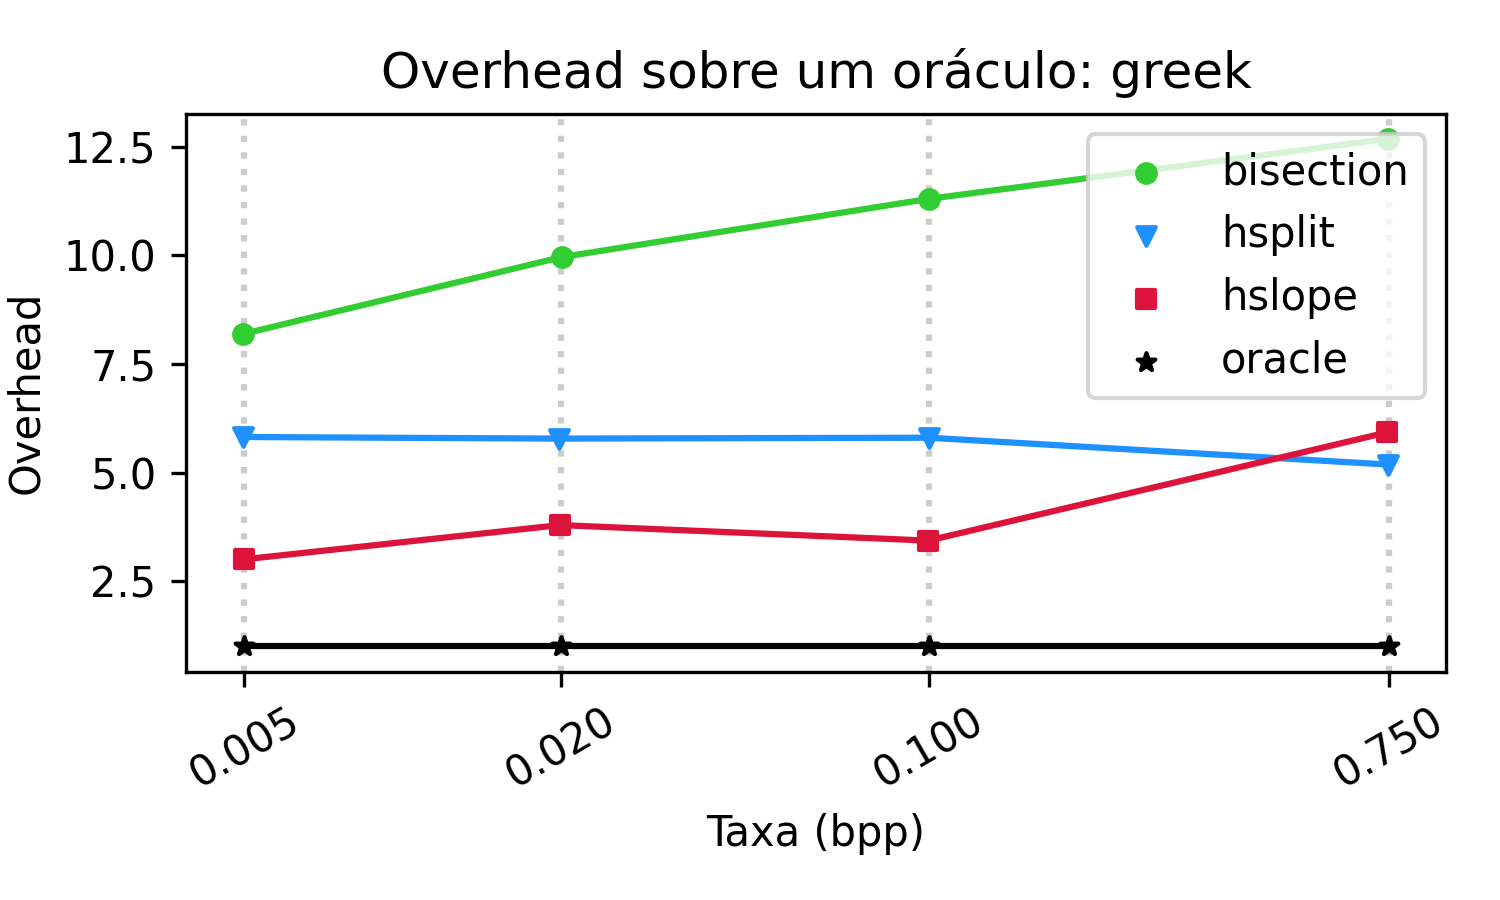 Overhead sobre um oráculo: greek
12.5
10.0
7.5
5.0
2.5
Overhead
bisection
hsplit
hslope
oracle
0.005
0.020
0.100
0.750
Taxa (bpp)